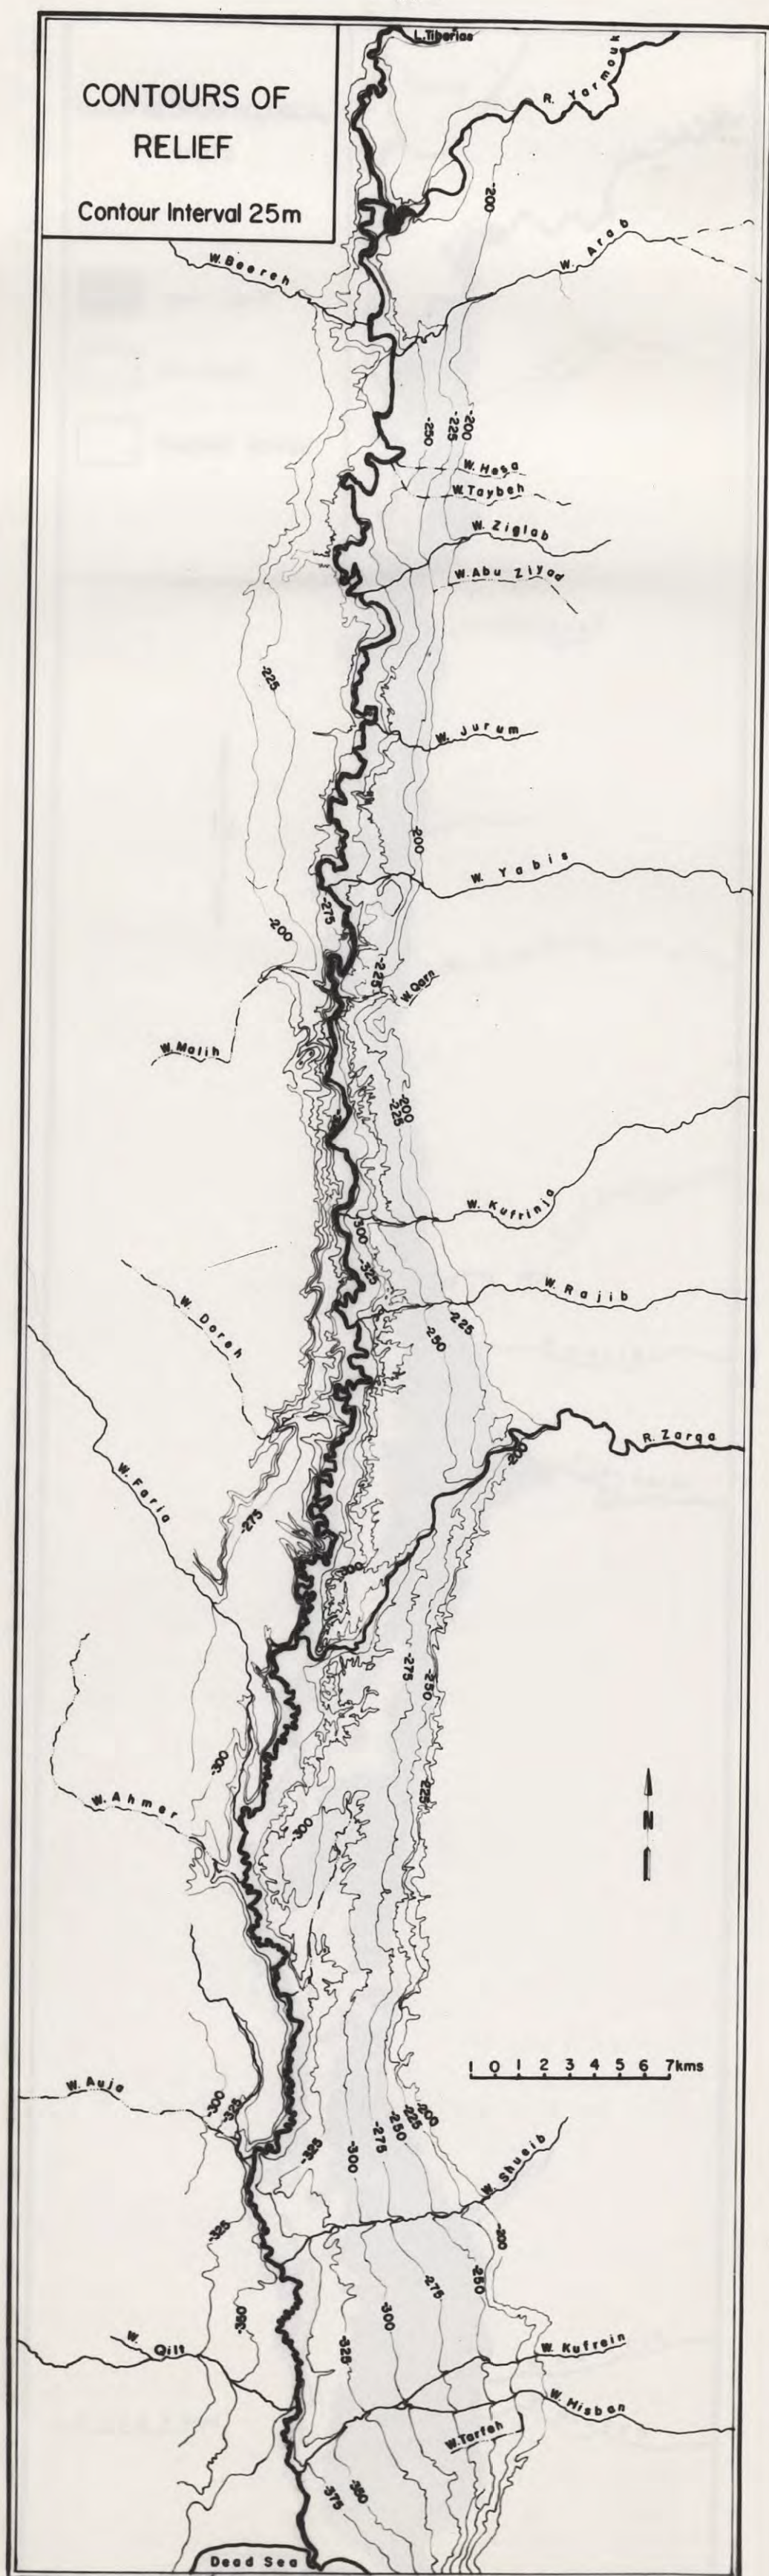 CONTOURS OF
RELIEF
Contour Interval 25m
L. Tiberias
R. Yarmouk
-200
W. Beereh
W. Arab
-250
-225
-200
W. Hesa
W. Taybeh
W. Ziglab
W. Abu Ziyad
-225
W. Jurum
-200
W. Yabis
-275
-200
-225
W. Qarn
W. Malih
-200
-225
W. Kufrinja
300
-325
W. Rajib
W. Doreh
-225
-250
R. Zarqa
-200
W. Faria
-275
-300
-275
-250
-300
-225
W. Ahmer
-300
N
1 0 1 2 3 4 5 6 7kms
W. Auja
-300
-325
-200
-225
-250
-275
-300
-325
W. Shueib
-325
-200
-250
-275
-300
-350
-325
W. Qilt
W. Kufrein
W. Hisban
W. Tarfeh
-350
-375
Dead Sea